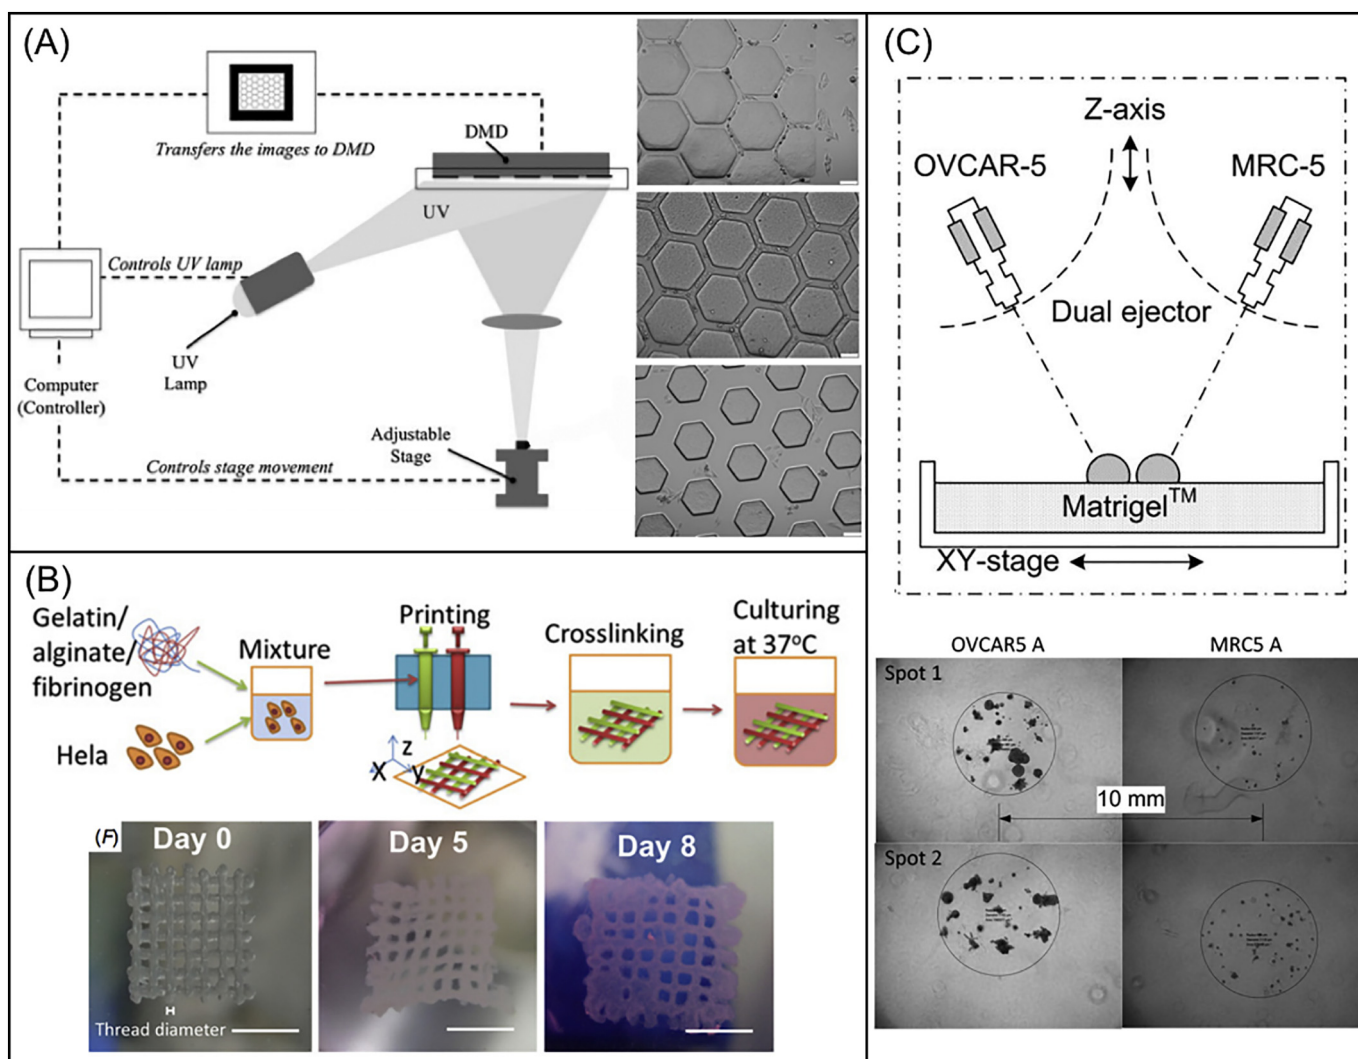 (A)
Transfers the images to DMD
DMD
UV
Controls UV lamp
UV
Lamp
Computer
(Controller)
Adjustable
Stage
Controls stage movement
(B)
Gelatin/
alginate/
fibrinogen
Hela
Mixture
Printing
Z
X
y
Crosslinking
Culturing
at 37°C
(F)
Day 0
Day 5
Day 8
Thread diameter
(C)
Z-axis
OVCAR-5
MRC-5
Dual ejector
Matrigel™
XY-stage
OVCAR5 A
MRC5 A
Spot 1
10 mm
Spot 2